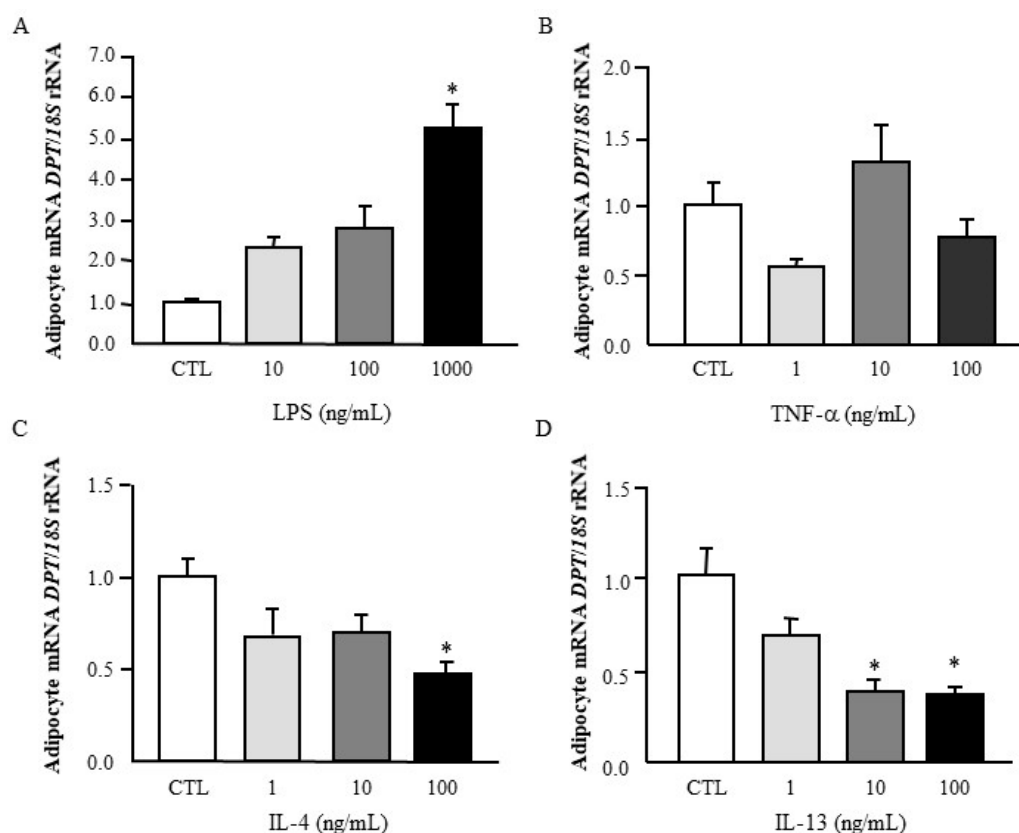 A
Adipocyte mRNA DPT/18S rRNA
7.0
6.0
5.0
4.0
3.0
2.0
1.0
0.0
*
CTL 10 100 1000
LPS (ng/mL)
B
Adipocyte mRNA DPT/18S rRNA
2.0
1.5
1.0
0.5
0.0
CTL 1 10 100
TNF-α (ng/mL)
C
Adipocyte mRNA DPT/18S rRNA
1.5
1.0
0.5
0.0
*
CTL 1 10 100
IL-4 (ng/mL)
D
Adipocyte mRNA DPT/18S rRNA
1.5
1.0
0.5
0.0
* *
CTL 1 10 100
IL-13 (ng/mL)